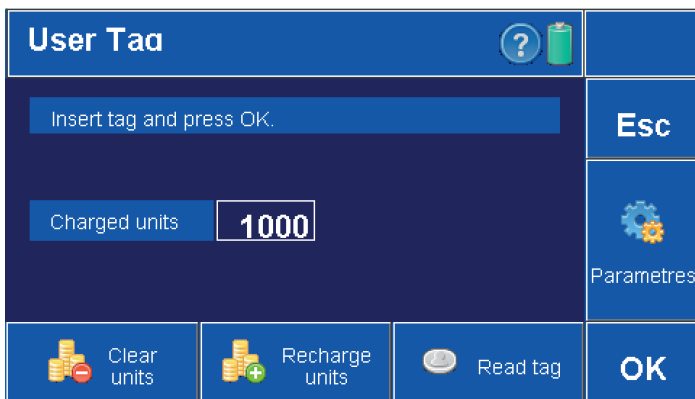 User Tag
?
Insert tag and press OK.
Esc
Charged units
1000
Parametres
Clear
units
Recharge
units
Read tag
OK